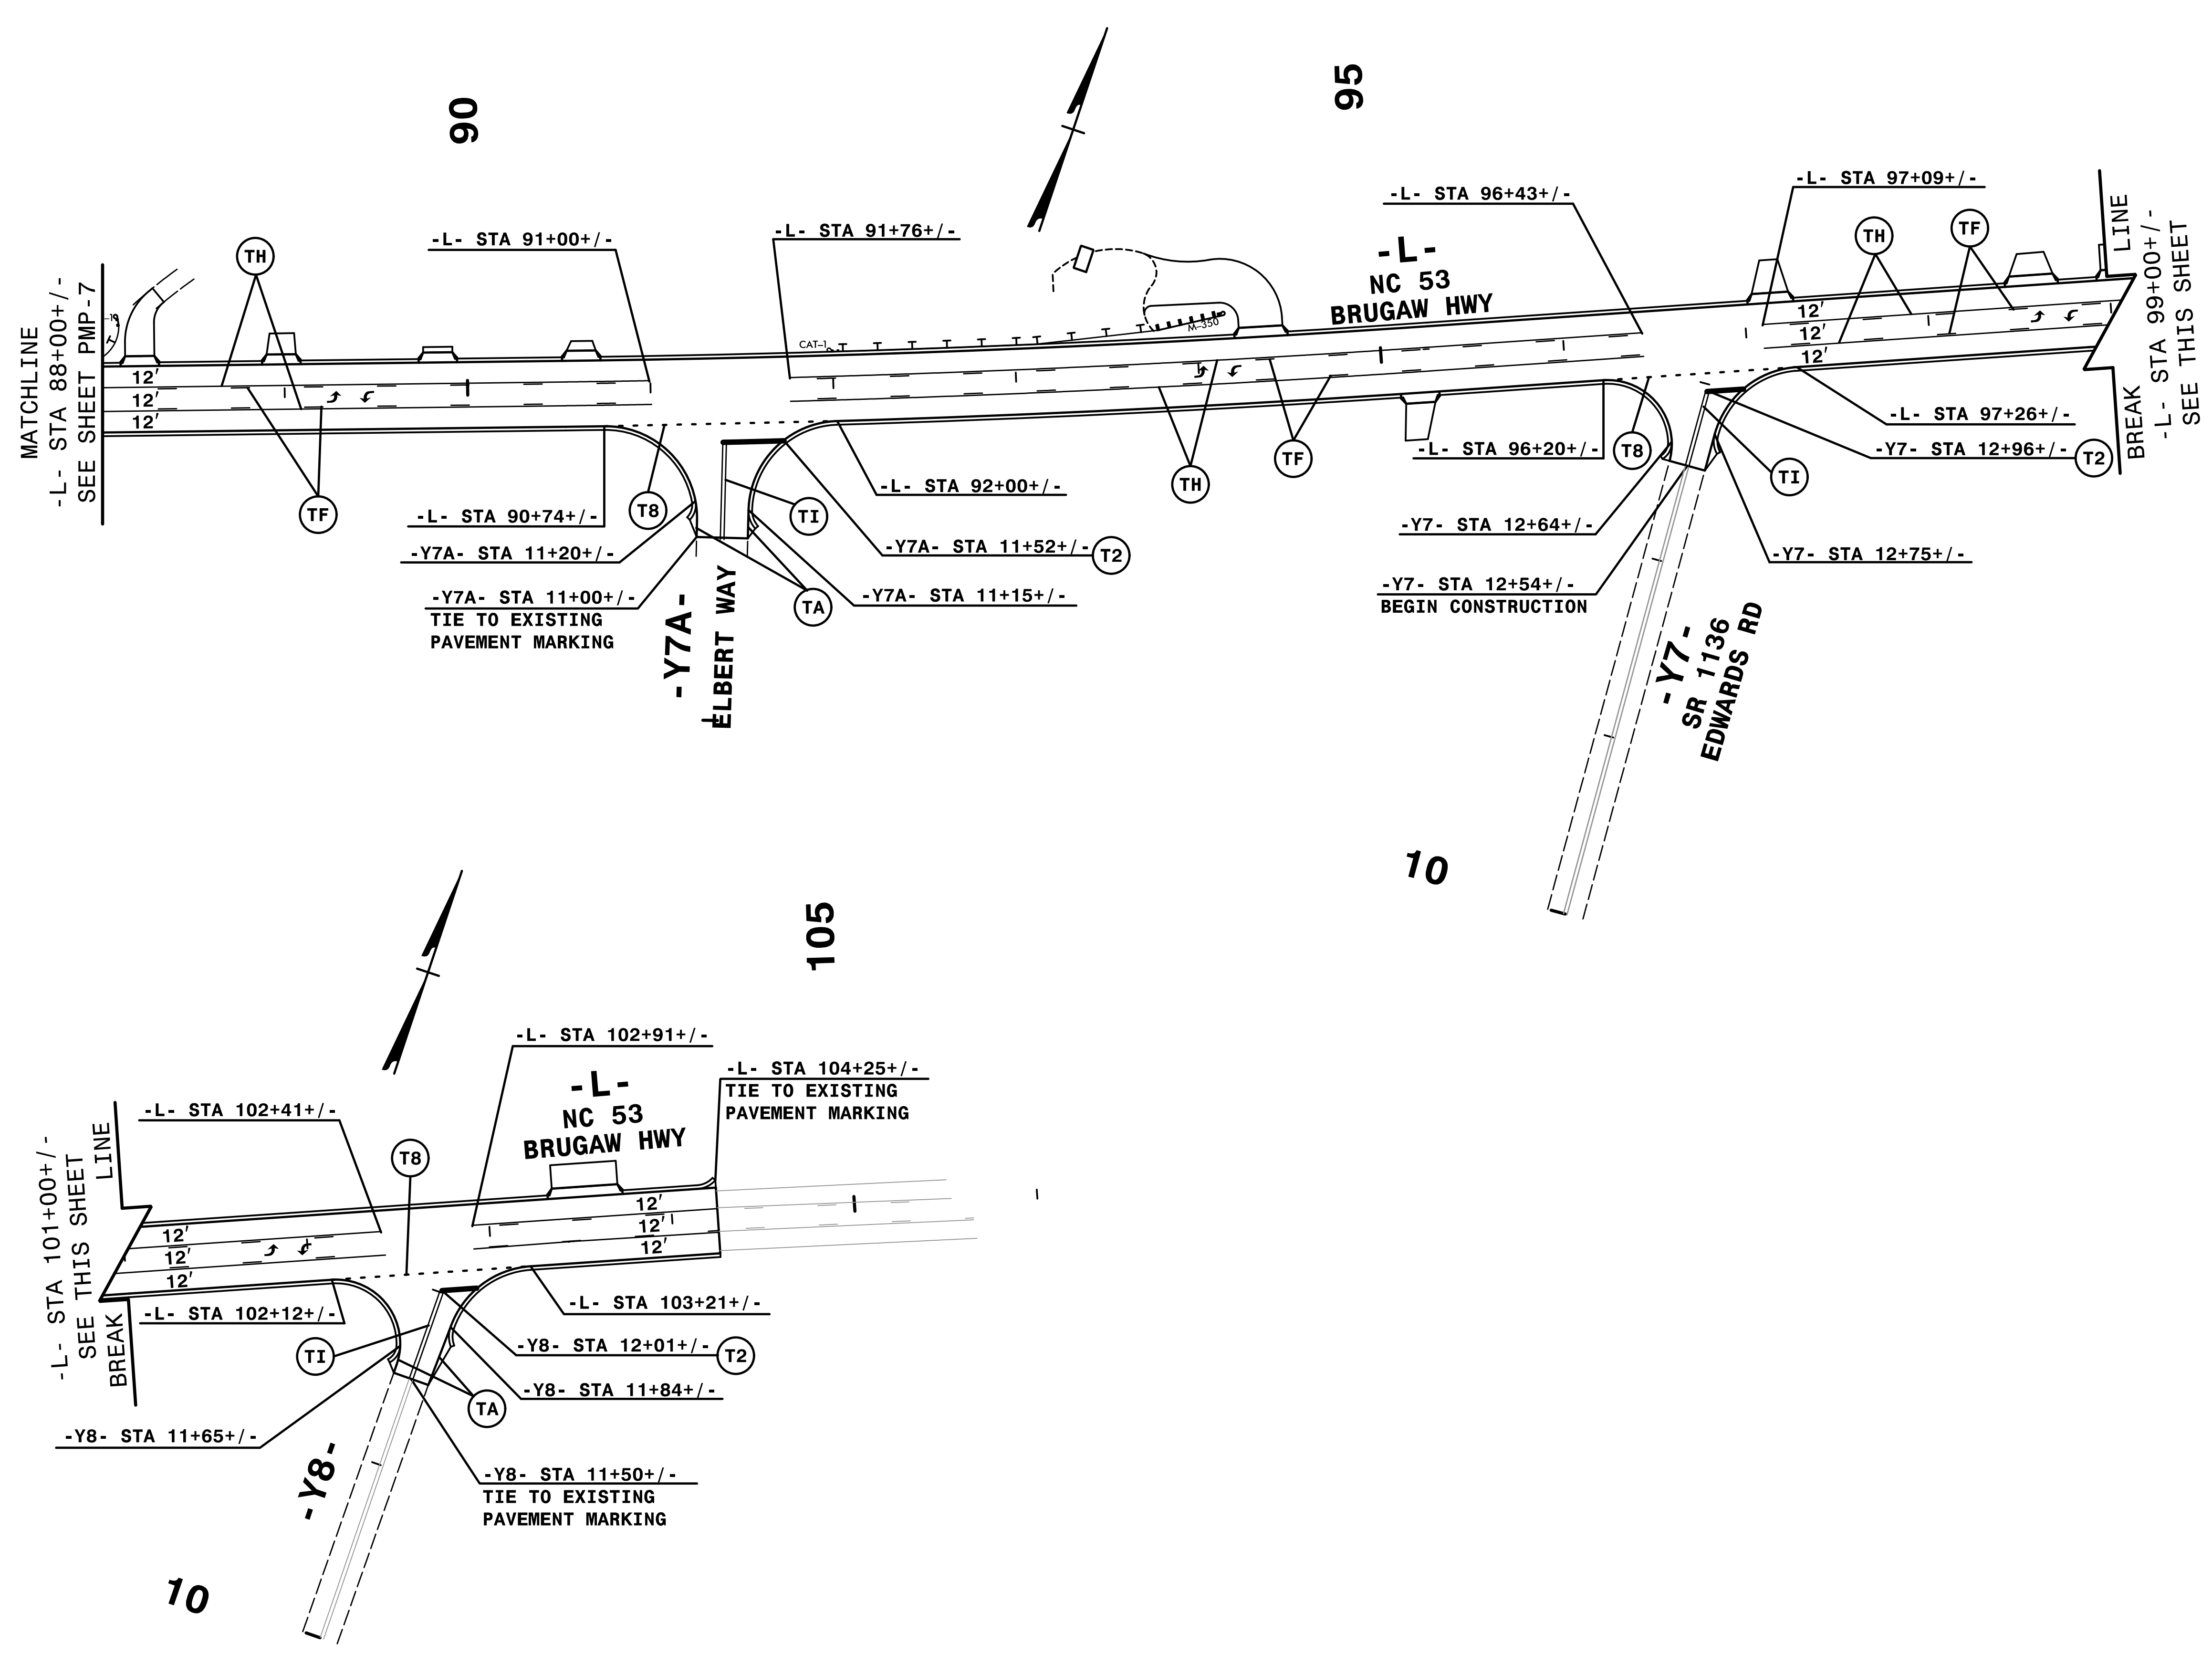 90
95
MATCHLINE
-L- STA 88+00+/-
SEE SHEET PMP-7
TH
-L- STA 91+00+/-
-L- STA 91+76+/-
-L-
NC 53
BRUGAW HWY
-L- STA 96+43+/-
-L- STA 97+09+/-
TH
TF
BREAK LINE
-L- STA 99+00+/-
SEE THIS SHEET
CAT-1
M-350
12'
12'
12'
12'
12'
12'
TF
-L- STA 90+74+/-
T8
TI
-L- STA 92+00+/-
-Y7A- STA 11+20+/-
-Y7A- STA 11+52+/-
T2
-Y7A- STA 11+00+/-
TIE TO EXISTING
PAVEMENT MARKING
TA
-Y7A- STA 11+15+/-
-Y7A-
ELBERT WAY
TH
TF
-L- STA 96+20+/-
T8
-L- STA 97+26+/-
-Y7- STA 12+96+/-
T2
TI
-Y7- STA 12+64+/-
-Y7- STA 12+75+/-
-Y7- STA 12+54+/-
BEGIN CONSTRUCTION
-Y7-
SR 1136
EDWARDS RD
10
105
-L- STA 102+91+/-
-L-
NC 53
BRUGAW HWY
-L- STA 104+25+/-
TIE TO EXISTING
PAVEMENT MARKING
-L- STA 102+41+/-
T8
-L- STA 101+00+/-
SEE THIS SHEET
BREAK LINE
12'
12'
12'
12'
12'
12'
-L- STA 102+12+/-
-L- STA 103+21+/-
TI
-Y8- STA 12+01+/-
T2
-Y8- STA 11+84+/-
TA
-Y8- STA 11+65+/-
-Y8- STA 11+50+/-
TIE TO EXISTING
PAVEMENT MARKING
-Y8-
10